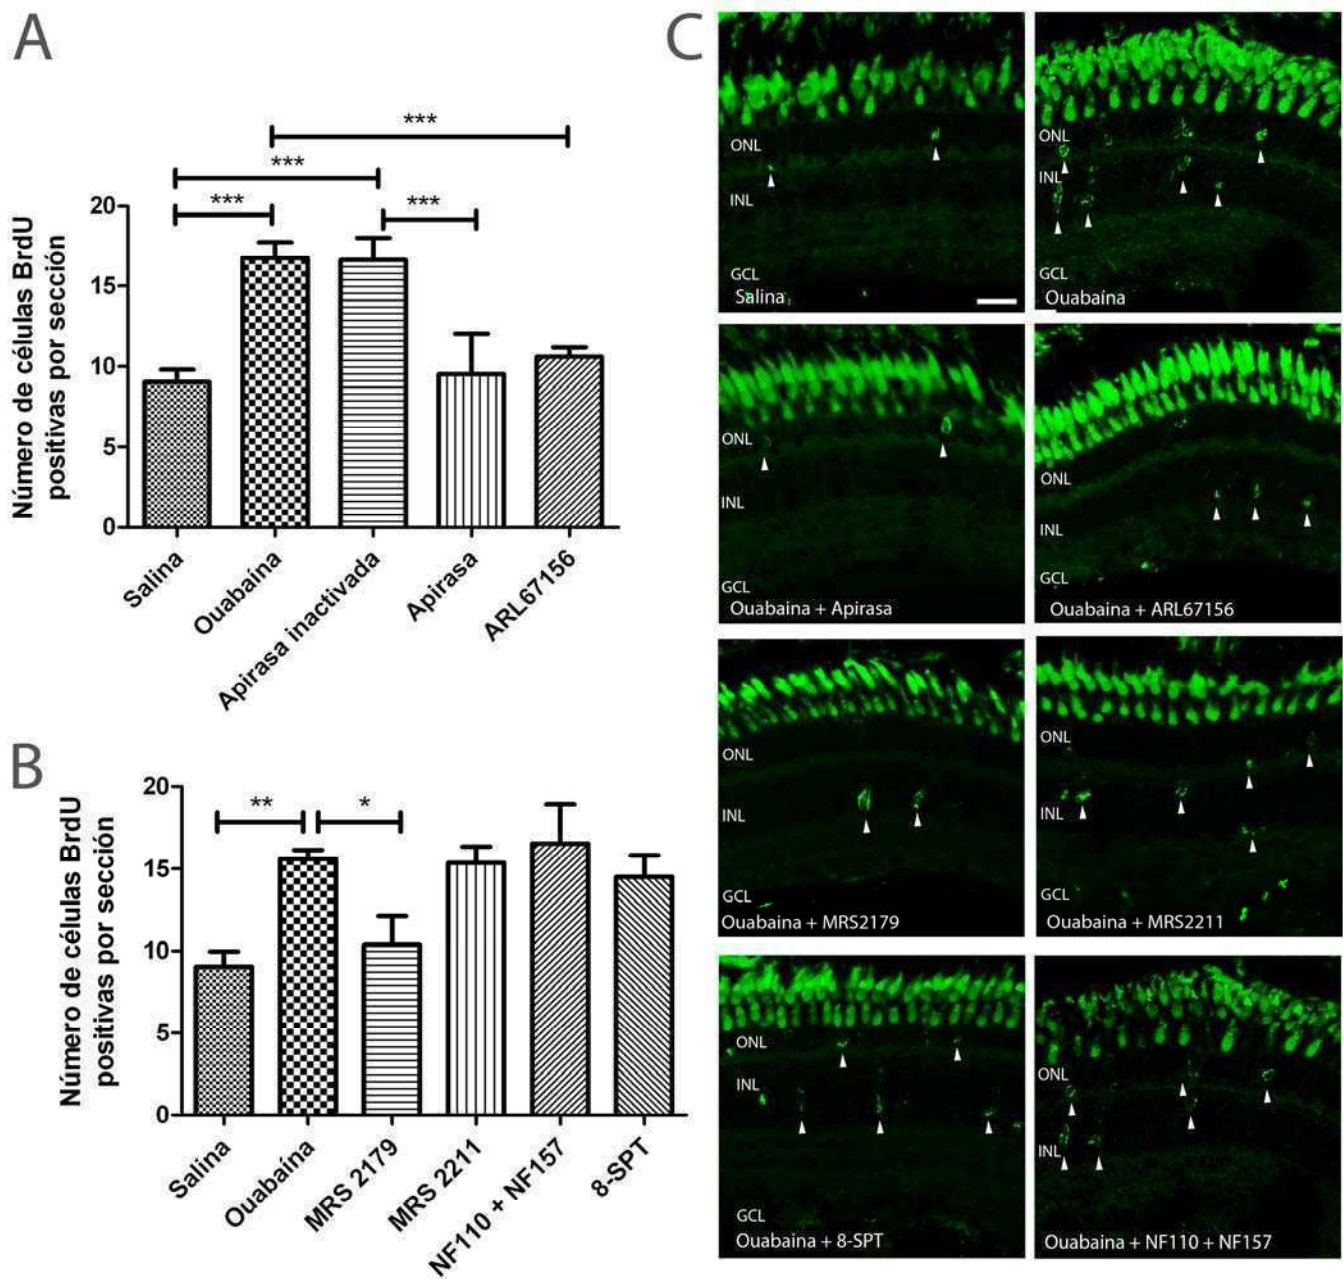 A
***
***
***
***
Número de células BrdU
positivas por sección
20
15
10
5
0
Salina
Ouabaína
Apirasa inactivada
Apirasa
ARL67156
B
**
*
Número de células BrdU
positivas por sección
20
15
10
5
0
Salina
Ouabaína
MRS 2179
MRS 2211
NF110 + NF157
8-SPT
C
ONL
INL
GCL
Salina
ONL
INL
GCL
Ouabaína
ONL
INL
Ouabaina + Apirasa
ONL
INL
GCL
Ouabaina + ARL67156
ONL
INL
GCL
Ouabaina + MRS2179
ONL
INL
GCL
Ouabaina + MRS2211
ONL
INL
GCL
Ouabaina + 8-SPT
ONL
INL
Ouabaina + NF110 + NF157